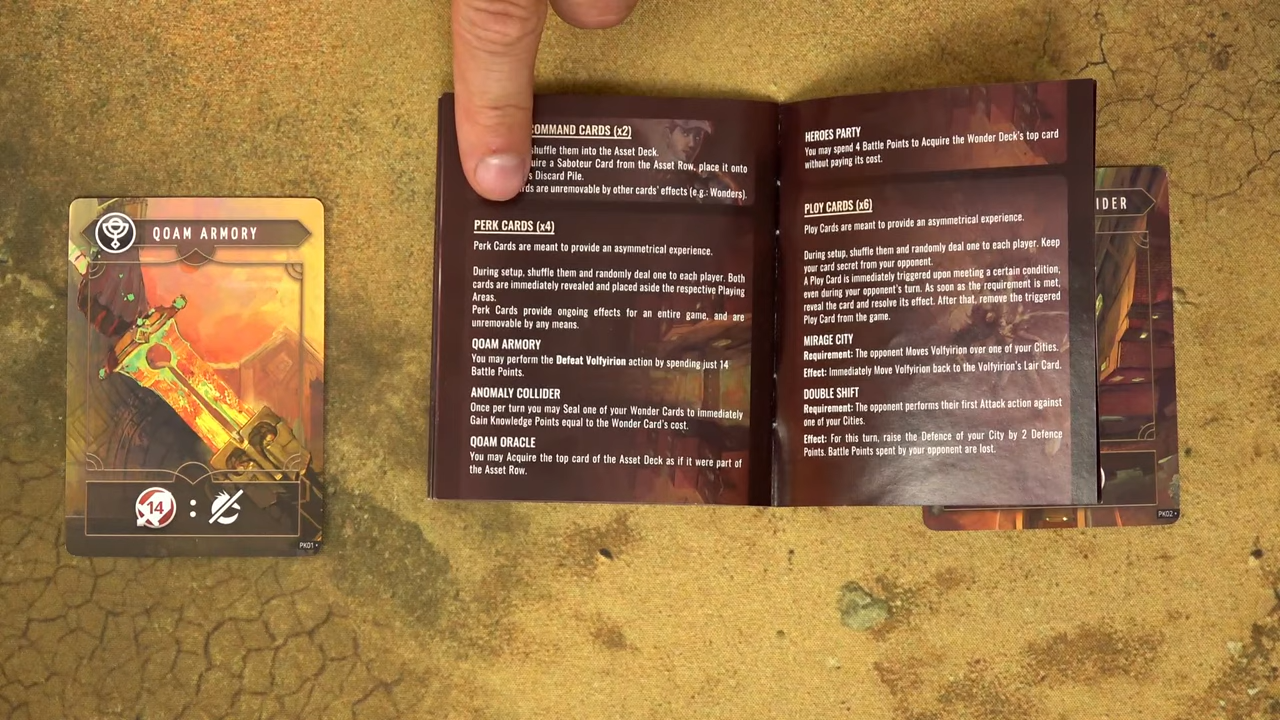 QOAM ARMORY
14
:
PK01
COMMAND CARDS (x2)
shuffle them into the Asset Deck.
uire a Saboteur Card from the Asset Row, place it onto
's Discard Pile.
ds are unremovable by other cards' effects (e.g.: Wonders).
PERK CARDS (x4)
Perk Cards are meant to provide an asymmetrical experience.
During setup, shuffle them and randomly deal one to each player. Both
cards are immediately revealed and placed aside the respective Playing
Areas.
Perk Cards provide ongoing effects for an entire game, and are
unremovable by any means.
QOAM ARMORY
You may perform the Defeat Volfyirion action by spending just 14
Battle Points.
ANOMALY COLLIDER
Once per turn you may Seal one of your Wonder Cards to immediately
Gain Knowledge Points equal to the Wonder Card's cost.
QOAM ORACLE
You may Acquire the top card of the Asset Deck as if it were part of
the Asset Row.
HEROES PARTY
You may spend 4 Battle Points to Acquire the Wonder Deck's top card
without paying its cost.
PLOY CARDS (x6)
Ploy Cards are meant to provide an asymmetrical experience.
During setup, shuffle them and randomly deal one to each player. Keep
your card secret from your opponent.
A Ploy Card is immediately triggered upon meeting a certain condition,
even during your opponent's turn. As soon as the requirement is met,
reveal the card and resolve its effect. After that, remove the triggered
Ploy Card from the game.
MIRAGE CITY
Requirement: The opponent Moves Volfyirion over one of your Cities.
Effect: Immediately Move Volfyirion back to the Volfyirion's Lair Card.
DOUBLE SHIFT
Requirement: The opponent performs their first Attack action against
one of your Cities.
Effect: For this turn, raise the Defence of your City by 2 Defence
Points. Battle Points spent by your opponent are lost.
IDER
PK02